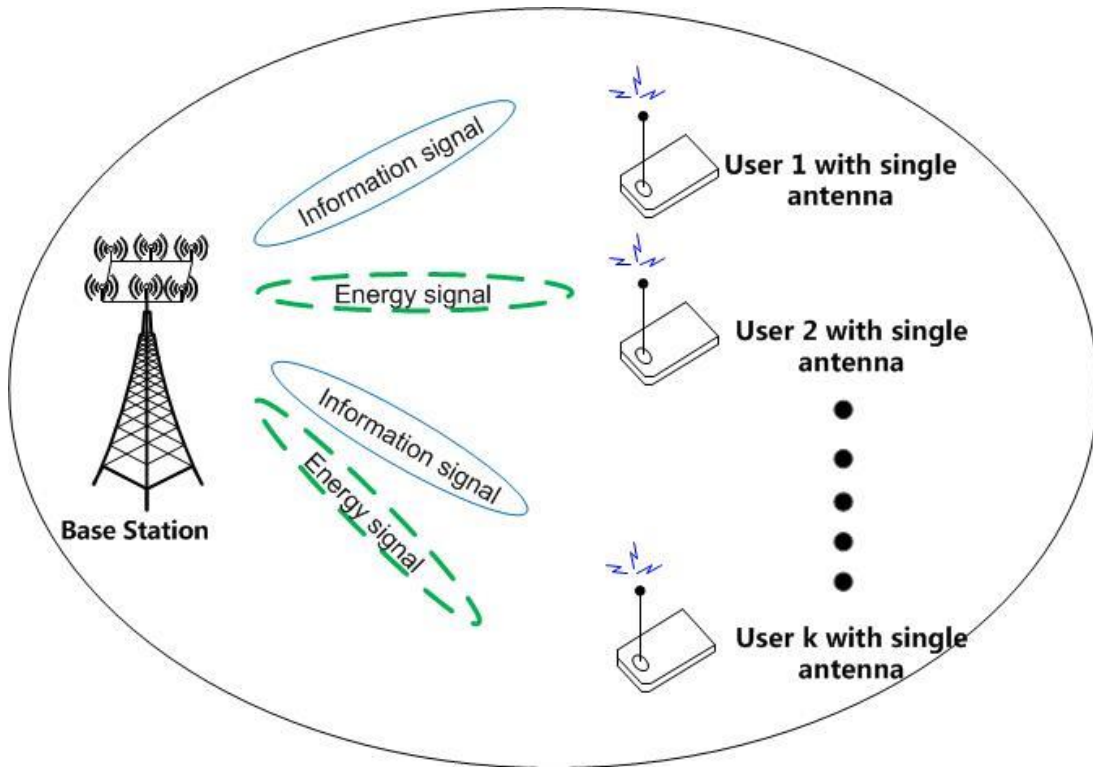 Information signal
User 1 with single
antenna
Energy signal
User 2 with single
antenna
Information signal
Energy signal
Base Station
User k with single
antenna